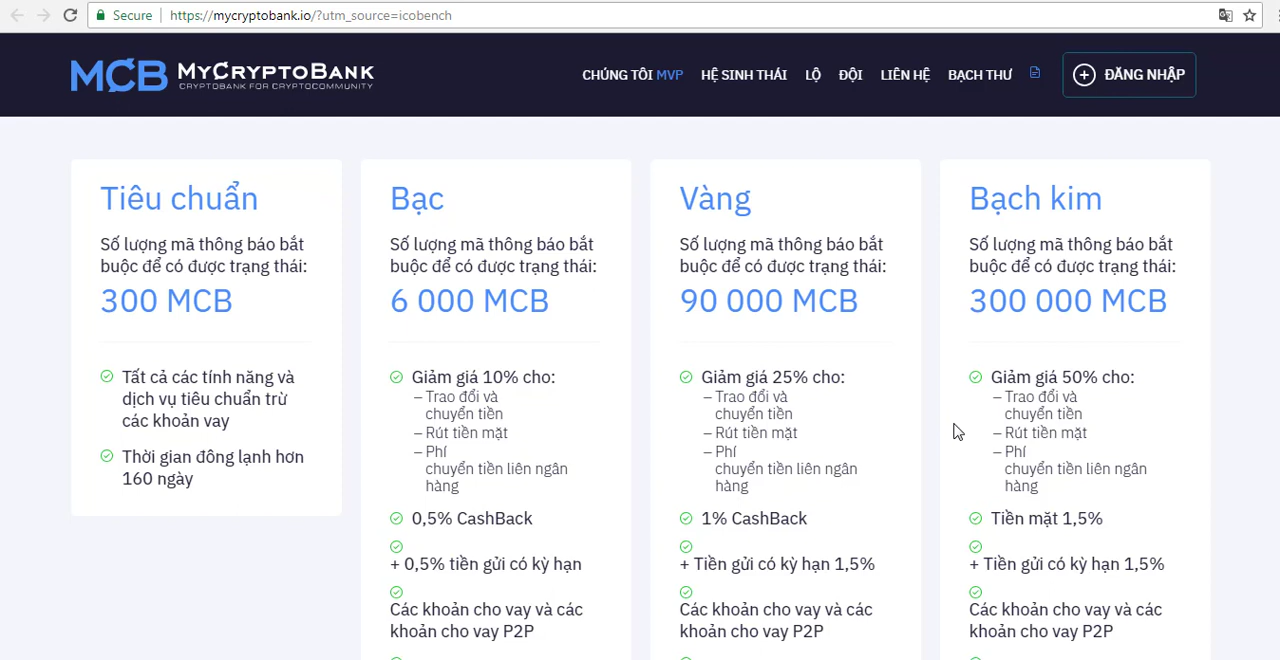 Secure
https://mycryptobank.io/?utm_source=icobench
MCB MYCRYPTOBANK
CRYPTOBANK FOR CRYPTOCOMMUNITY
CHÚNG TÔI MVP HỆ SINH THÁI LỘ ĐỘI LIÊN HỆ BẠCH THƯ ĐĂNG NHẬP
Tiêu chuẩn
Số lượng mã thông báo bắt
buộc để có được trạng thái:
300 MCB
Tất cả các tính năng và
dịch vụ tiêu chuẩn trừ
các khoản vay
Thời gian đông lạnh hơn
160 ngày
Bạc
Số lượng mã thông báo bắt
buộc để có được trạng thái:
6 000 MCB
Giảm giá 10% cho:
– Trao đổi và
chuyển tiền
– Rút tiền mặt
– Phí
chuyển tiền liên ngân
hàng
0,5% CashBack
+ 0,5% tiền gửi có kỳ hạn
Các khoản cho vay và các
khoản cho vay P2P
Vàng
Số lượng mã thông báo bắt
buộc để có được trạng thái:
90 000 MCB
Giảm giá 25% cho:
– Trao đổi và
chuyển tiền
– Rút tiền mặt
– Phí
chuyển tiền liên ngân
hàng
1% CashBack
+ Tiền gửi có kỳ hạn 1,5%
Các khoản cho vay và các
khoản cho vay P2P
Bạch kim
Số lượng mã thông báo bắt
buộc để có được trạng thái:
300 000 MCB
Giảm giá 50% cho:
– Trao đổi và
chuyển tiền
– Rút tiền mặt
– Phí
chuyển tiền liên ngân
hàng
Tiền mặt 1,5%
+ Tiền gửi có kỳ hạn 1,5%
Các khoản cho vay và các
khoản cho vay P2P